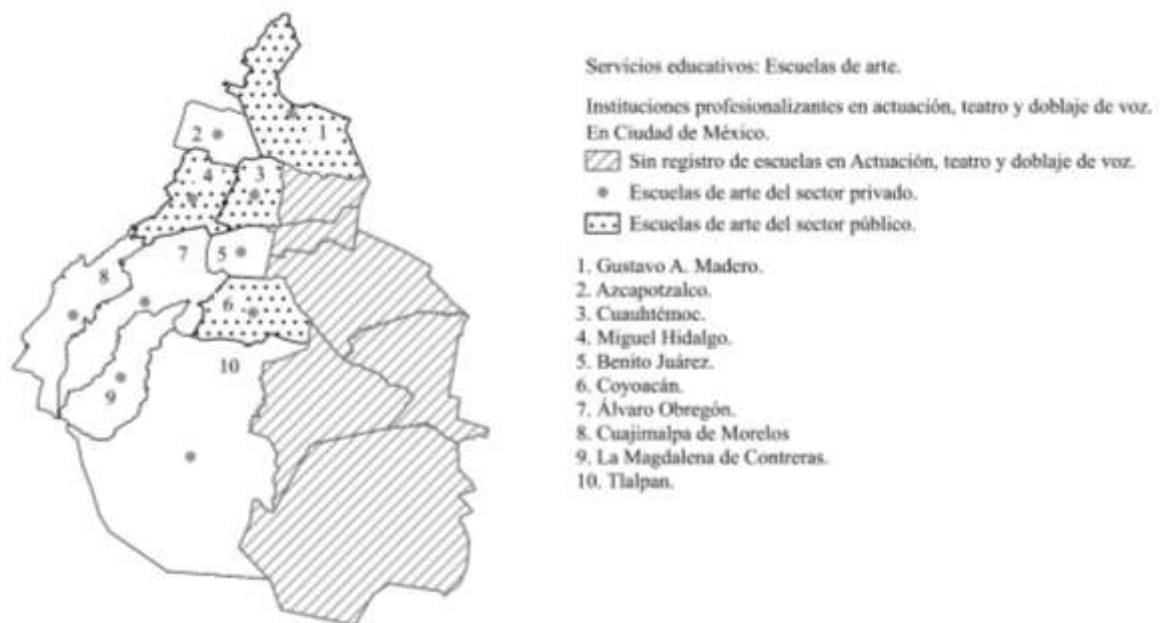 1
2
3
4
5
6
7
8
9
10
Servicios educativos: Escuelas de arte.
Instituciones profesionalizantes en actuación, teatro y doblaje de voz.
En Ciudad de México.
Sin registro de escuelas en Actuación, teatro y doblaje de voz.
Escuelas de arte del sector privado.
Escuelas de arte del sector público.
1. Gustavo A. Madero.
2. Azcapotzalco.
3. Cuauhtémoc.
4. Miguel Hidalgo.
5. Benito Juárez.
6. Coyoacán.
7. Álvaro Obregón.
8. Cuajimalpa de Morelos
9. La Magdalena de Contreras.
10. Tlalpan.